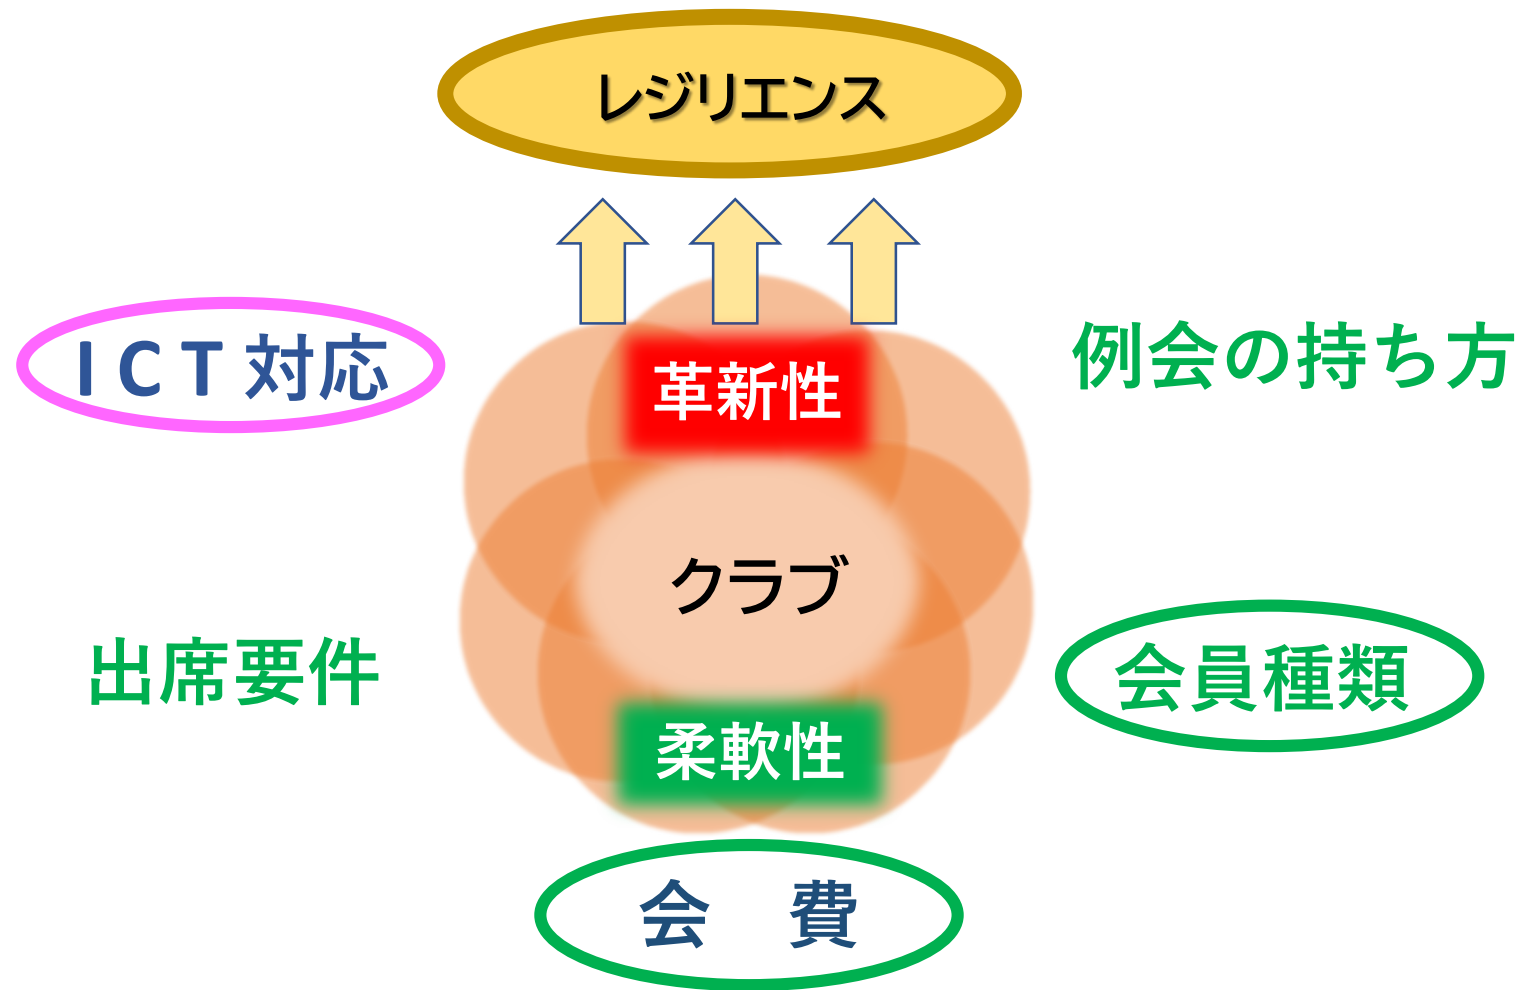 レジリエンス
ＩＣＴ対応
例会の持ち方
革新性
クラブ
出席要件
会員種類
柔軟性
会　費